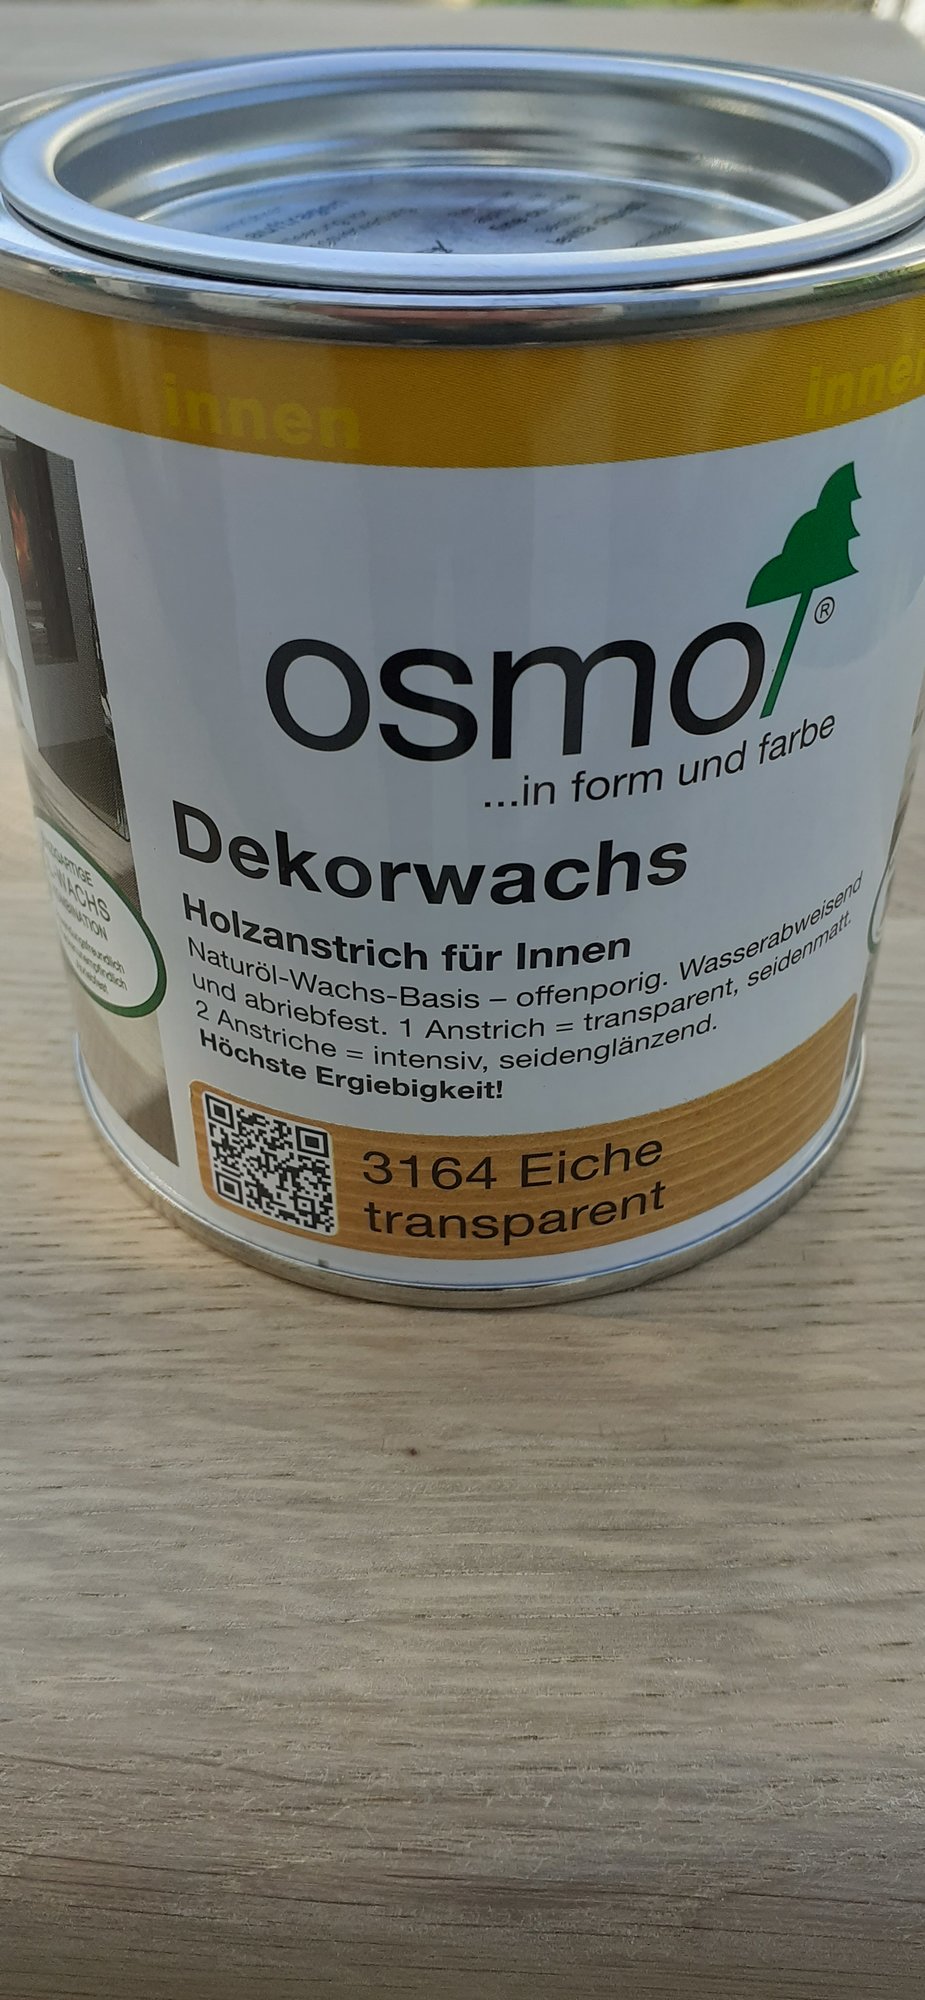 innen
innen
osmo®
...in form und farbe
Dekorwachs
Holzanstrich für Innen
Naturöl-Wachs-Basis – offenporig. Wasserabweisend
und abriebfest. 1 Anstrich = transparent, seidenmatt.
2 Anstriche = intensiv, seidenglänzend.
Höchste Ergiebigkeit!
3164 Eiche
transparent